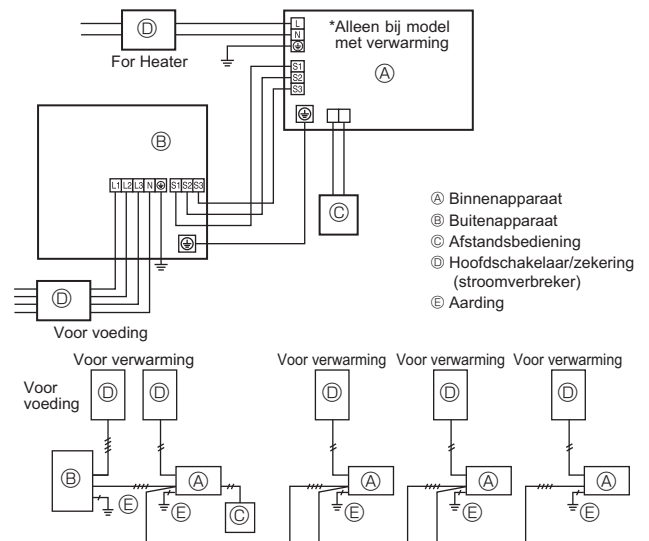 Ⓓ
For Heater
L
N
*Alleen bij model
met verwarming
Ⓐ
S1
S2
S3
Ⓑ
L1 L2 L3 N S1 S2 S3
Ⓒ
Ⓐ Binnenapparaat
Ⓑ Buitenapparaat
Ⓒ Afstandsbediening
Ⓓ Hoofdschakelaar/zekering
(stroomverbreker)
Ⓔ Aarding
Ⓓ
Voor voeding
Voor verwarming Voor verwarming Voor verwarming Voor verwarming
Voor
voeding
Ⓓ Ⓓ Ⓓ Ⓓ Ⓓ
Ⓑ Ⓐ Ⓐ Ⓐ Ⓐ
Ⓔ Ⓔ Ⓒ Ⓔ Ⓔ Ⓔ